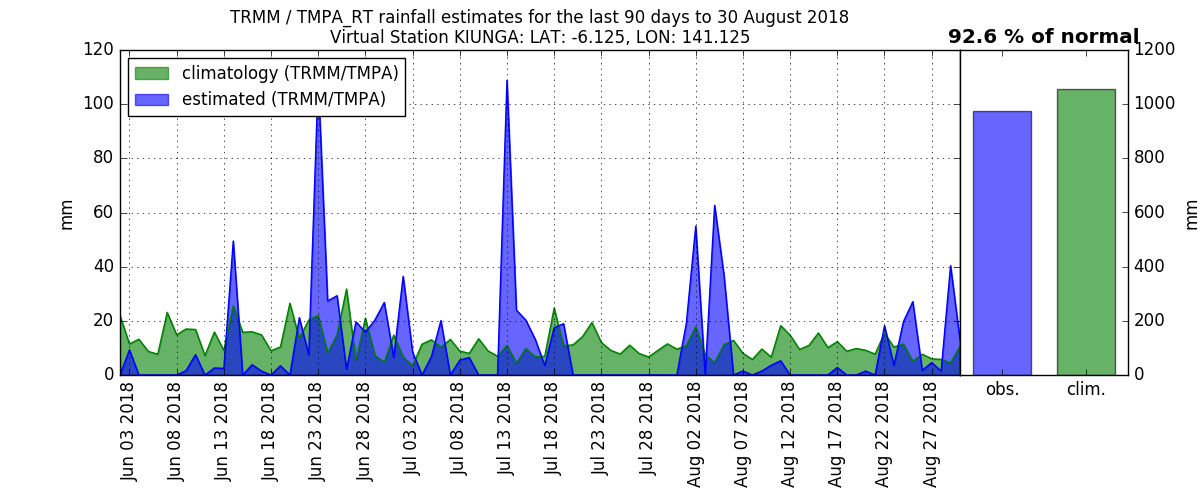 TRMM / TMPA_RT rainfall estimates for the last 90 days to 30 August 2018
Virtual Station KIUNGA: LAT: -6.125, LON: 141.125
92.6 % of normal
climatology (TRMM/TMPA)
estimated (TRMM/TMPA)
mm
120
100
80
60
40
20
0
Jun 03 2018
Jun 08 2018
Jun 13 2018
Jun 18 2018
Jun 23 2018
Jun 28 2018
Jul 03 2018
Jul 08 2018
Jul 13 2018
Jul 18 2018
Jul 23 2018
Jul 28 2018
Aug 02 2018
Aug 07 2018
Aug 12 2018
Aug 17 2018
Aug 22 2018
Aug 27 2018
obs.
clim.
1200
1000
800
600
400
200
0
mm